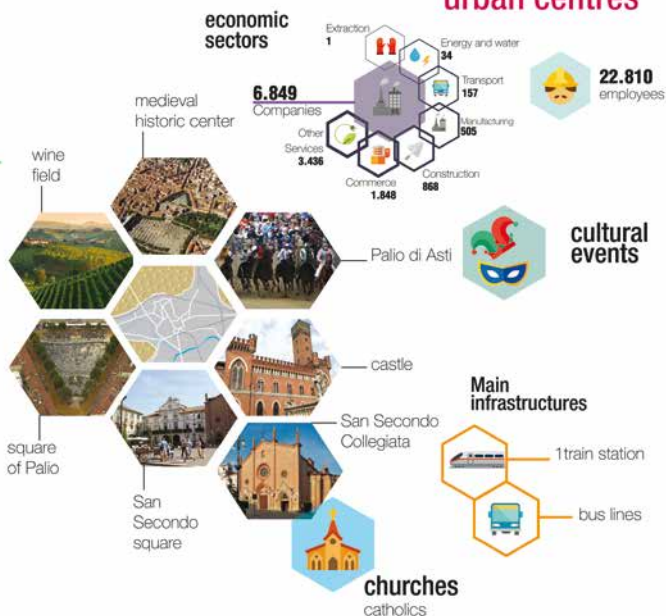 urban centres
economic
sectors
Extraction
1
Energy and water
34
Transport
157
Manufacturing
505
Construction
868
Commerce
1.848
Other
Services
3.436
6.849
Companies
22.810
employees
medieval
historic center
wine
field
Palio di Asti
cultural
events
castle
San Secondo
Collegiata
square
of Palio
San
Secondo
square
Main
infrastructures
1train station
bus lines
churches
catholics